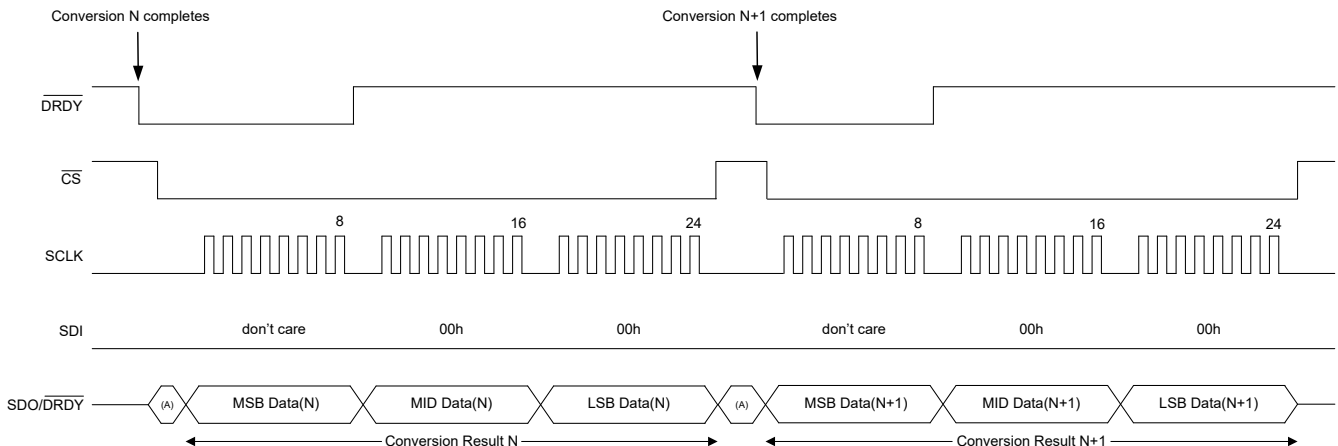 Conversion N completes
Conversion N+1 completes
DRDY
CS
8
16
24
8
16
24
SCLK
SDI
don't care
00h
00h
don't care
00h
00h
SDO/DRDY
(A)
MSB Data(N)
MID Data(N)
LSB Data(N)
(A)
MSB Data(N+1)
MID Data(N+1)
LSB Data(N+1)
Conversion Result N
Conversion Result N+1